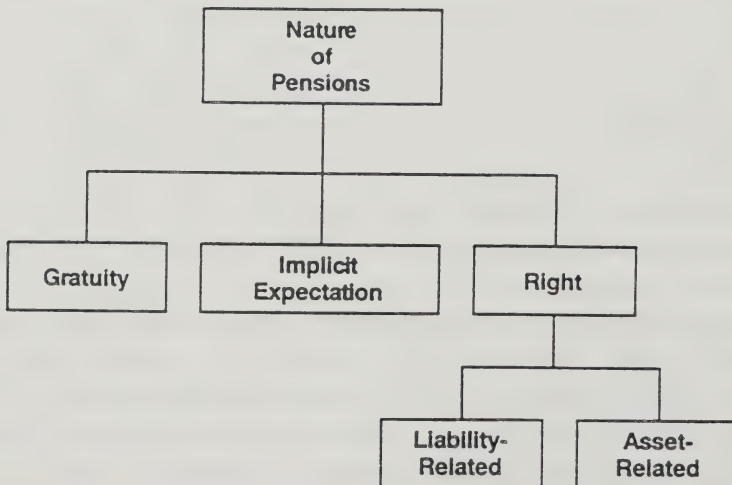 Nature
of
Pensions
Gratuity
Implicit
Expectation
Right
Liability-
Related
Asset-
Related